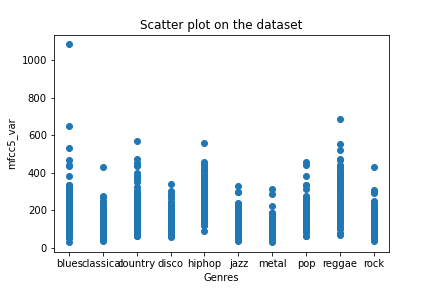 Scatter plot on the dataset
1000
800
600
400
200
0
mfcc5_var
blues classical country disco hiphop jazz metal pop reggae rock
Genres